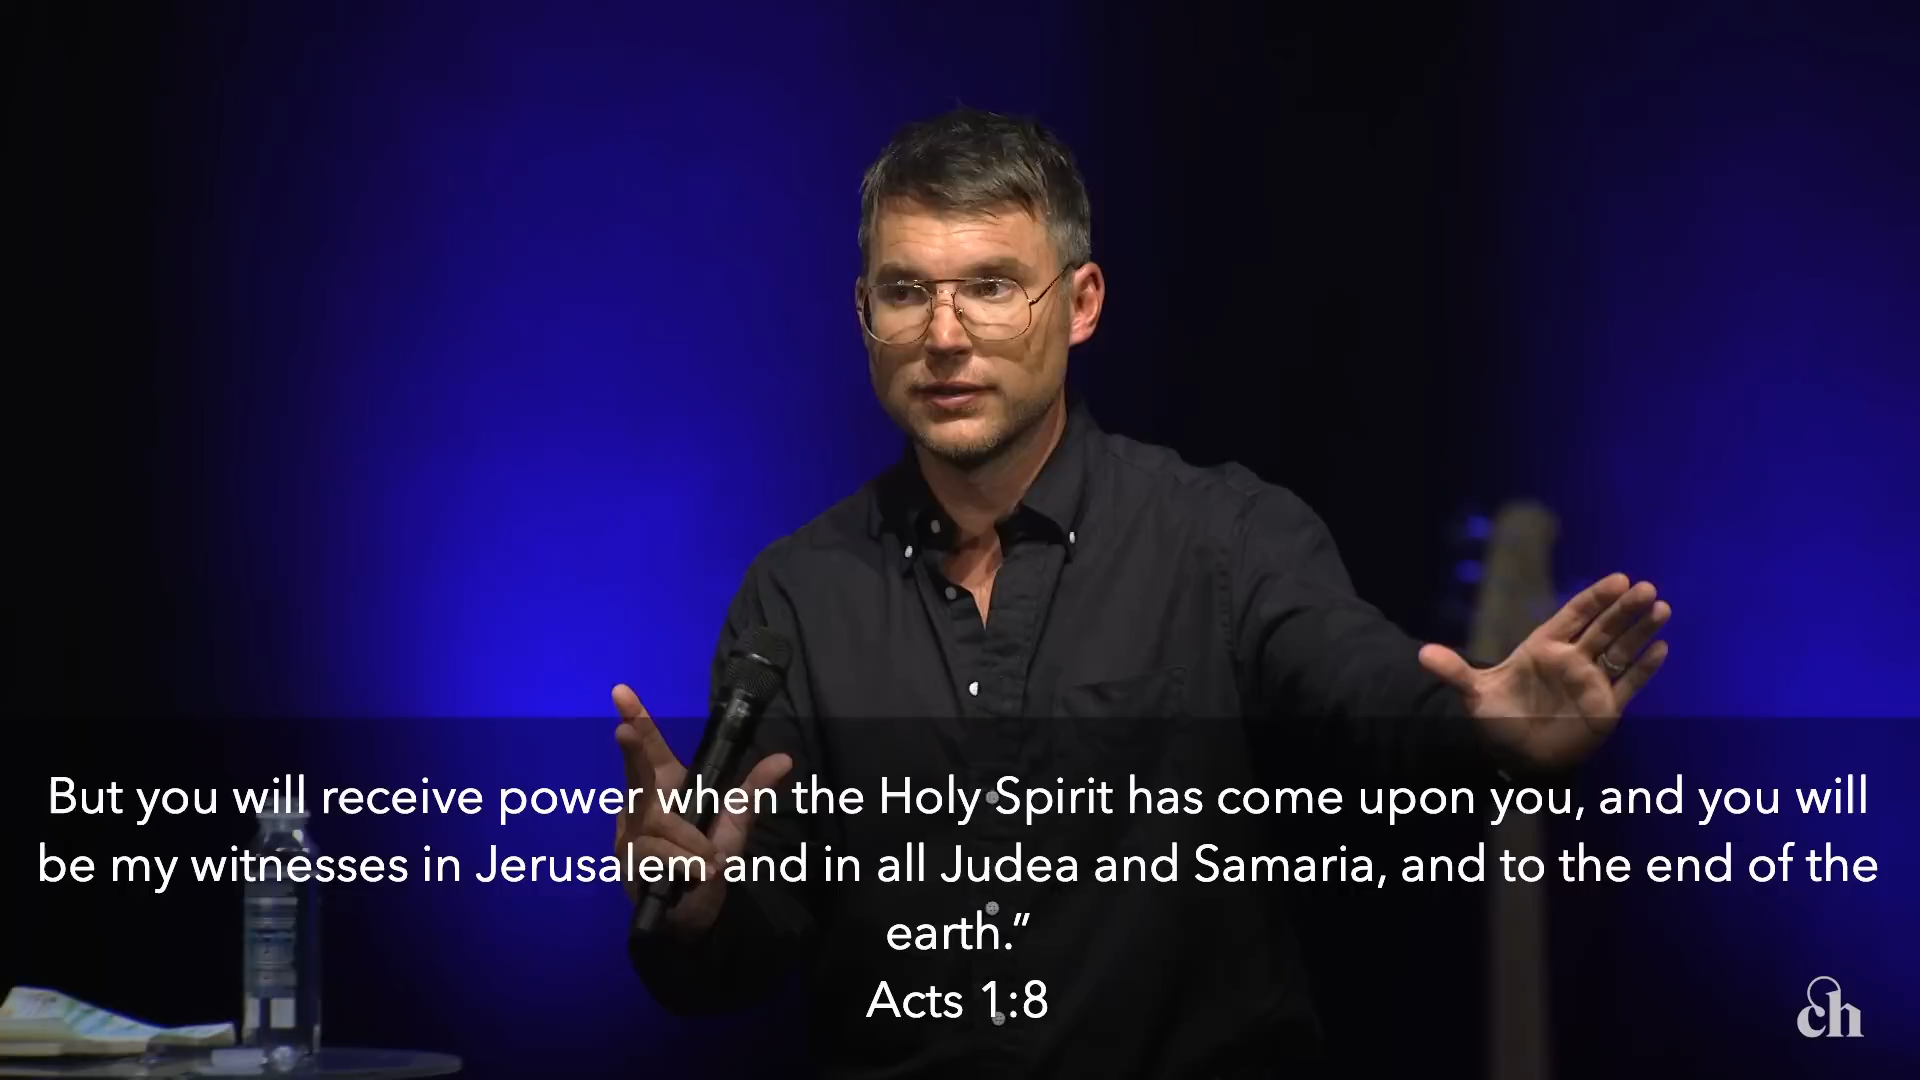 But you will receive power when the Holy Spirit has come upon you, and you will
be my witnesses in Jerusalem and in all Judea and Samaria, and to the end of the
earth.”
Acts 1:8
ch